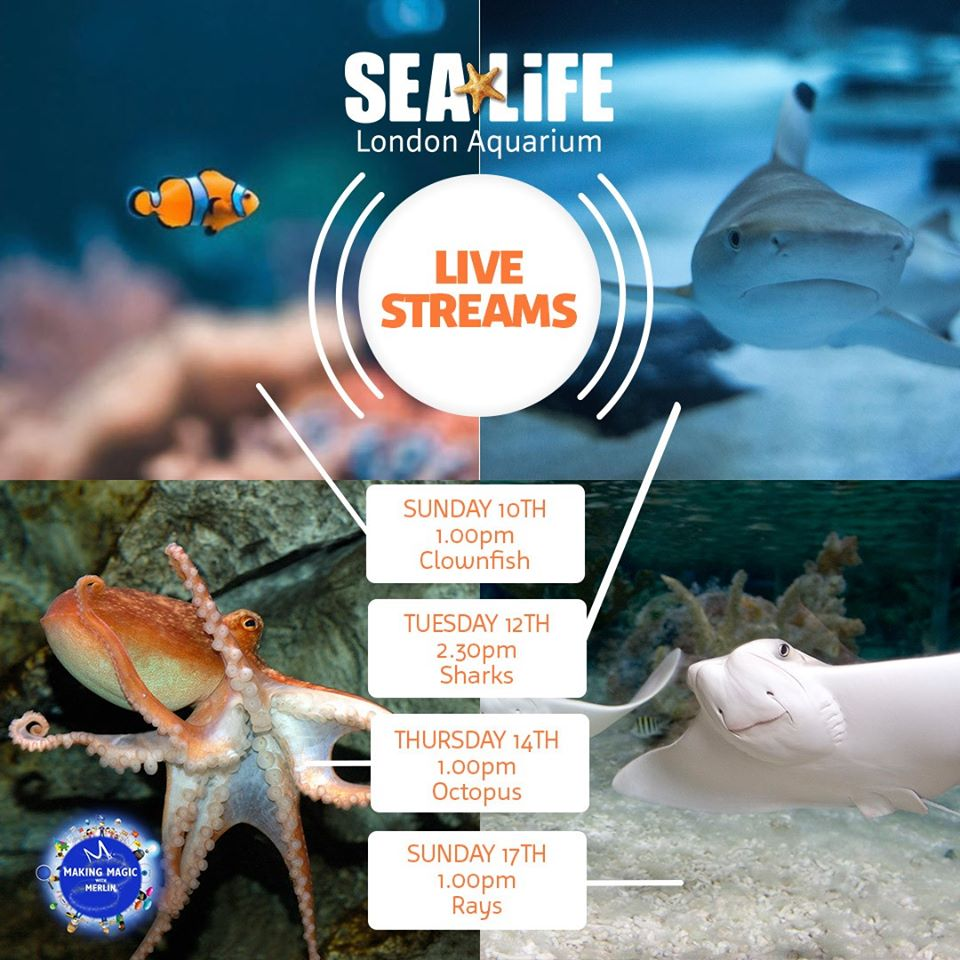 SEA LiFE
London Aquarium
LIVE
STREAMS
SUNDAY 10TH
1.00pm
Clownfish
TUESDAY 12TH
2.30pm
Sharks
THURSDAY 14TH
1.00pm
Octopus
SUNDAY 17TH
1.00pm
Rays
MAKING MAGIC
WITH
MERLIN